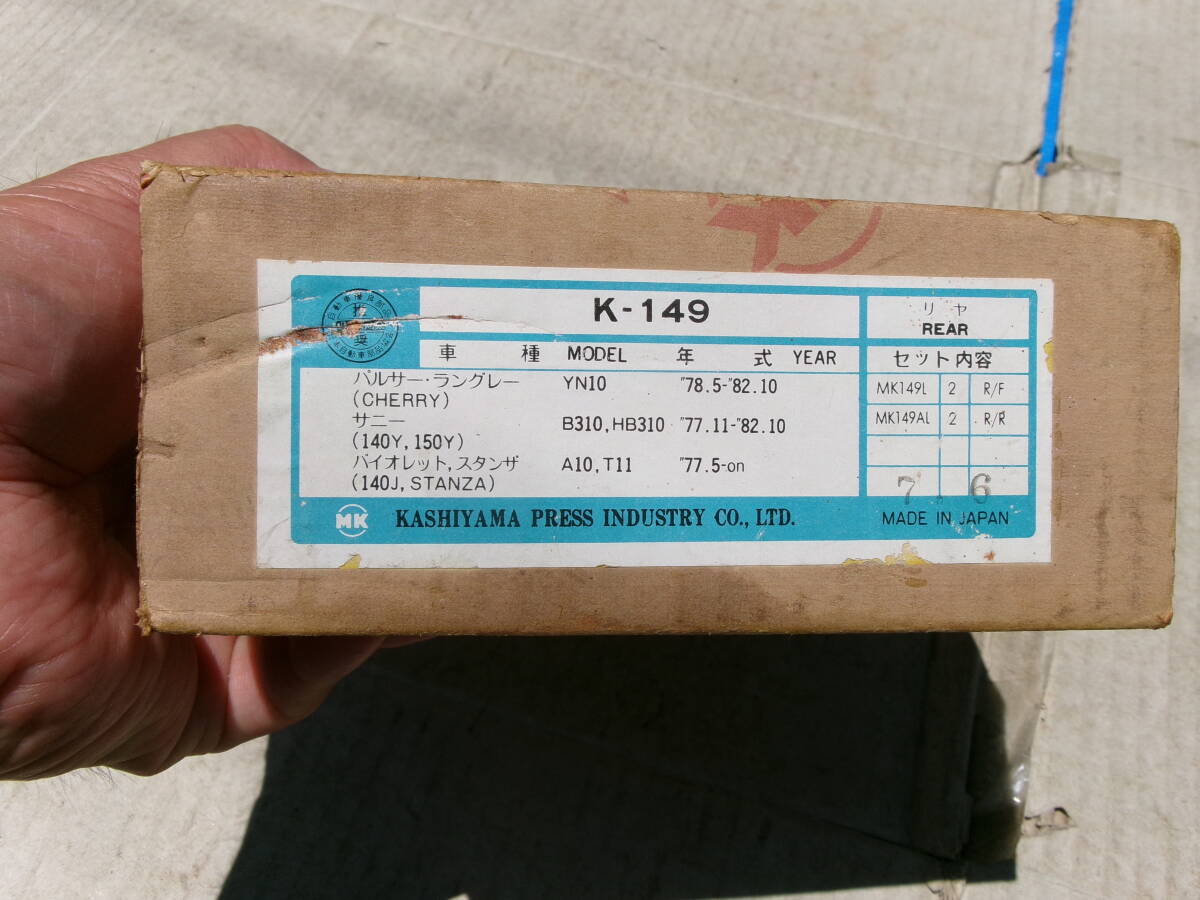 K-149
リヤ
REAR
車種 MODEL 年式 YEAR
セット内容
パルサー・ラングレー YN10 "78.5-"82.10
(CHERRY)
サニー B310, HB310 "77.11-"82.10
(140Y, 150Y)
バイオレット, スタンザ A10, T11 "77.5-on
(140J, STANZA)
MK149L 2 R/F
MK149AL 2 R/R
7. 6
MK KASHIYAMA PRESS INDUSTRY CO., LTD.
MADE IN JAPAN